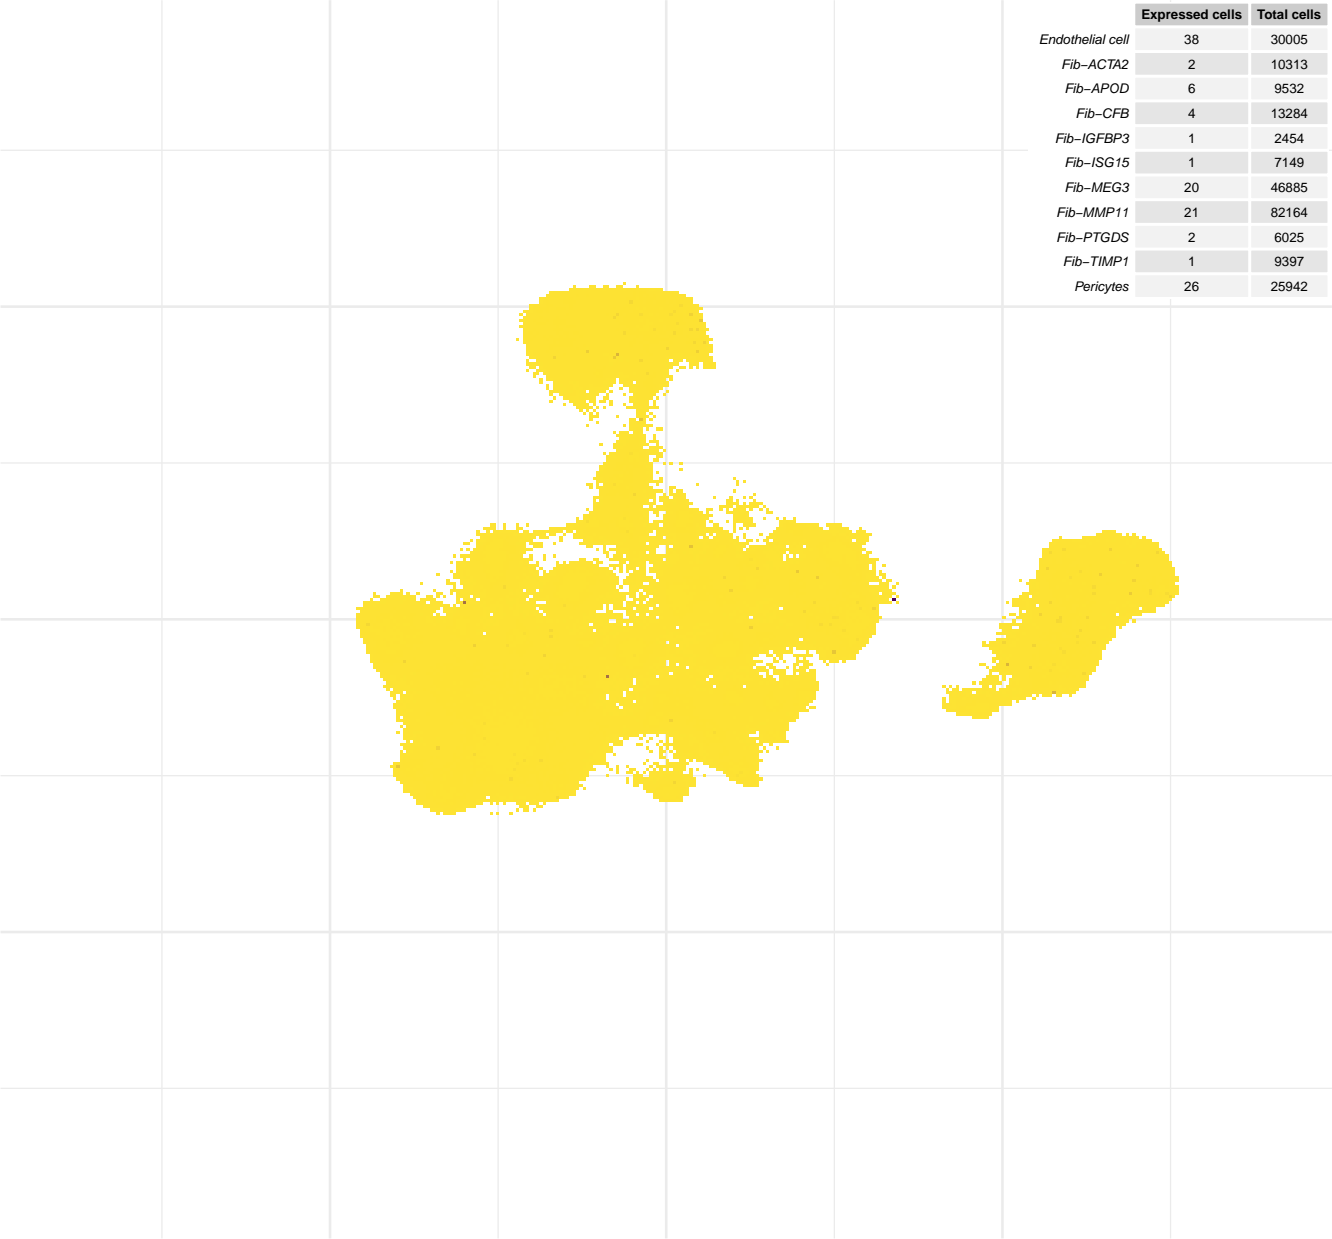 Expressed cells Total cells
Endothelial cell 38 30005
Fib−ACTA2 2 10313
Fib−APOD 6 9532
Fib−CFB 4 13284
Fib−IGFBP3 1 2454
Fib−ISG15 1 7149
Fib−MEG3 20 46885
Fib−MMP11 21 82164
Fib−PTGDS 2 6025
Fib−TIMP1 1 9397
Pericytes 26 25942